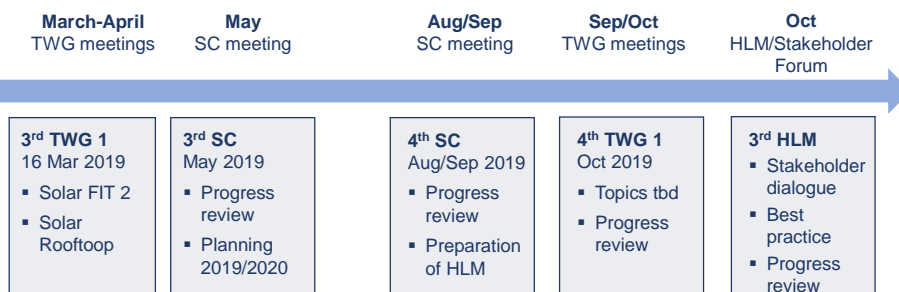 March-April
TWG meetings
May
SC meeting
Aug/Sep
SC meeting
Sep/Oct
TWG meetings
Oct
HLM/Stakeholder
Forum
3rd TWG 1
16 Mar 2019
▪ Solar FIT 2
▪ Solar
Rooftoop
3rd SC
May 2019
▪ Progress
review
▪ Planning
2019/2020
4th SC
Aug/Sep 2019
▪ Progress
review
▪ Preparation
of HLM
4th TWG 1
Oct 2019
▪ Topics tbd
▪ Progress
review
3rd HLM
▪ Stakeholder
dialogue
▪ Best
practice
▪ Progress
review